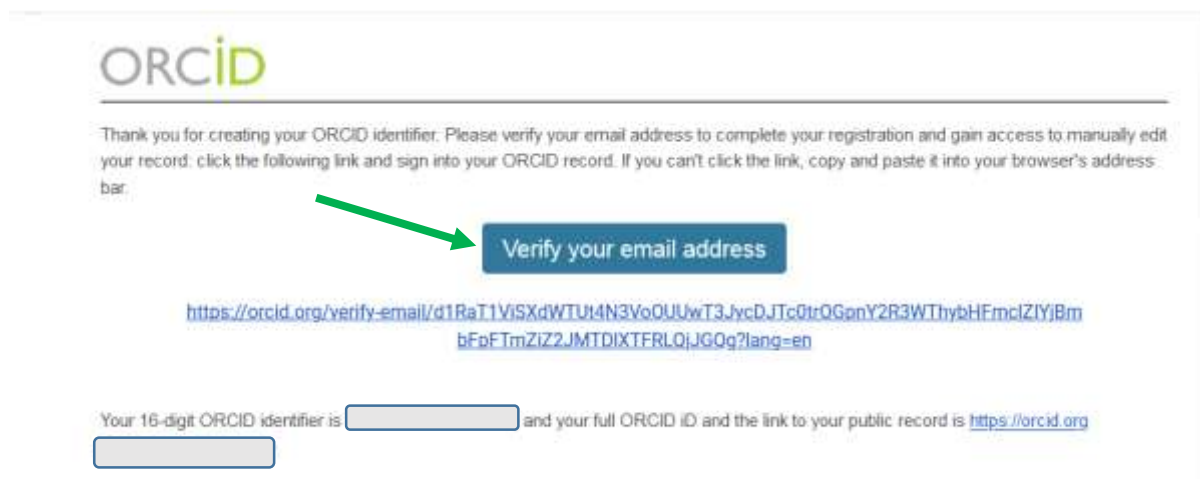 ORCID
Thank you for creating your ORCID identifier. Please verify your email address to complete your registration and gain access to manually edit
your record: click the following link and sign into your ORCID record. If you can't click the link, copy and paste it into your browser's address
bar.
Verify your email address
https://orcid.org/verify-email/
?lang=en
Your 16-digit ORCID identifier is and your full ORCID iD and the link to your public record is https://orcid.org